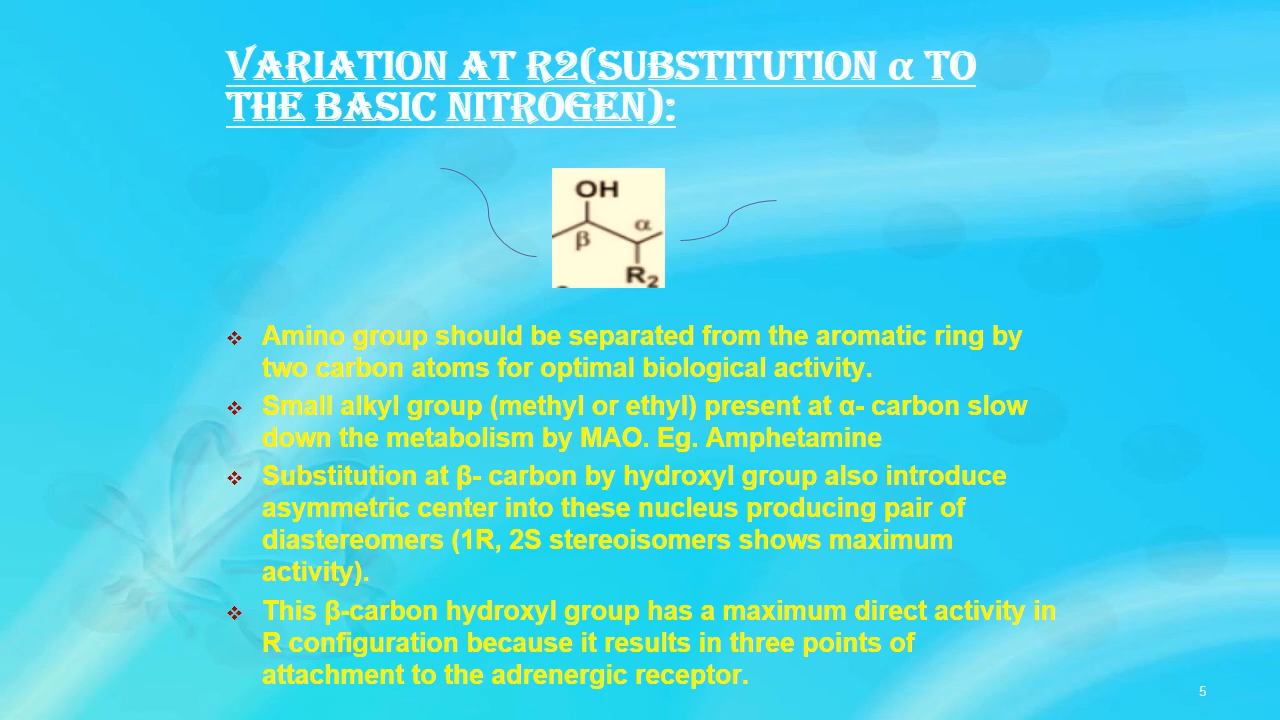 VARIATION AT R2(SUBSTITUTION α TO
THE BASIC NITROGEN):
OH
α
β
R2
Amino group should be separated from the aromatic ring by
two carbon atoms for optimal biological activity.
Small alkyl group (methyl or ethyl) present at α- carbon slow
down the metabolism by MAO. Eg. Amphetamine
Substitution at β- carbon by hydroxyl group also introduce
asymmetric center into these nucleus producing pair of
diastereomers (1R, 2S stereoisomers shows maximum
activity).
This β-carbon hydroxyl group has a maximum direct activity in
R configuration because it results in three points of
attachment to the adrenergic receptor.
5